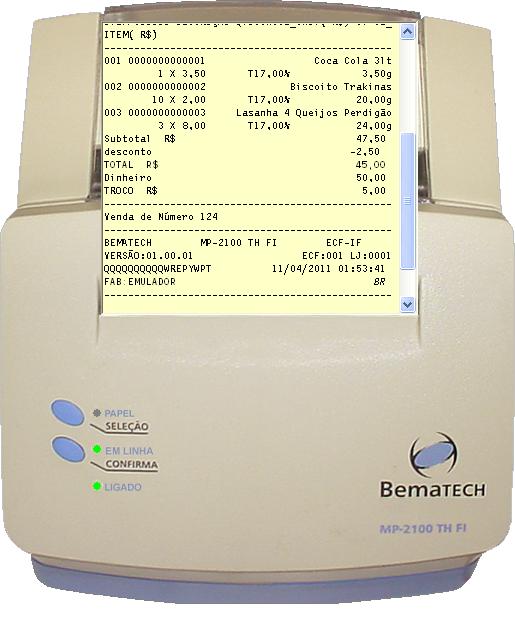 ITEM( R$)
001 0000000000001 Coca Cola 3lt
1 X 3,50 T17,00% 3,50g
002 0000000000002 Biscoito Trakinas
10 X 2,00 T17,00% 20,00g
003 0000000000003 Lasanha 4 Queijos Perdigão
3 X 8,00 T17,00% 24,00g
Subtotal R$ 47,50
desconto -2,50
TOTAL R$ 45,00
Dinheiro 50,00
TROCO R$ 5,00
Venda de Número 124
BEMATECH MP-2100 TH FI ECF-IF
VERSÃO:01.00.01 ECF:001 LJ:0001
QQQQQQQQQQWREPYWPT 11/04/2011 01:53:41
FAB:EMULADOR BR
PAPEL
SELEÇÃO
EM LINHA
CONFIRMA
LIGADO
BEMATECH
MP-2100 TH FI